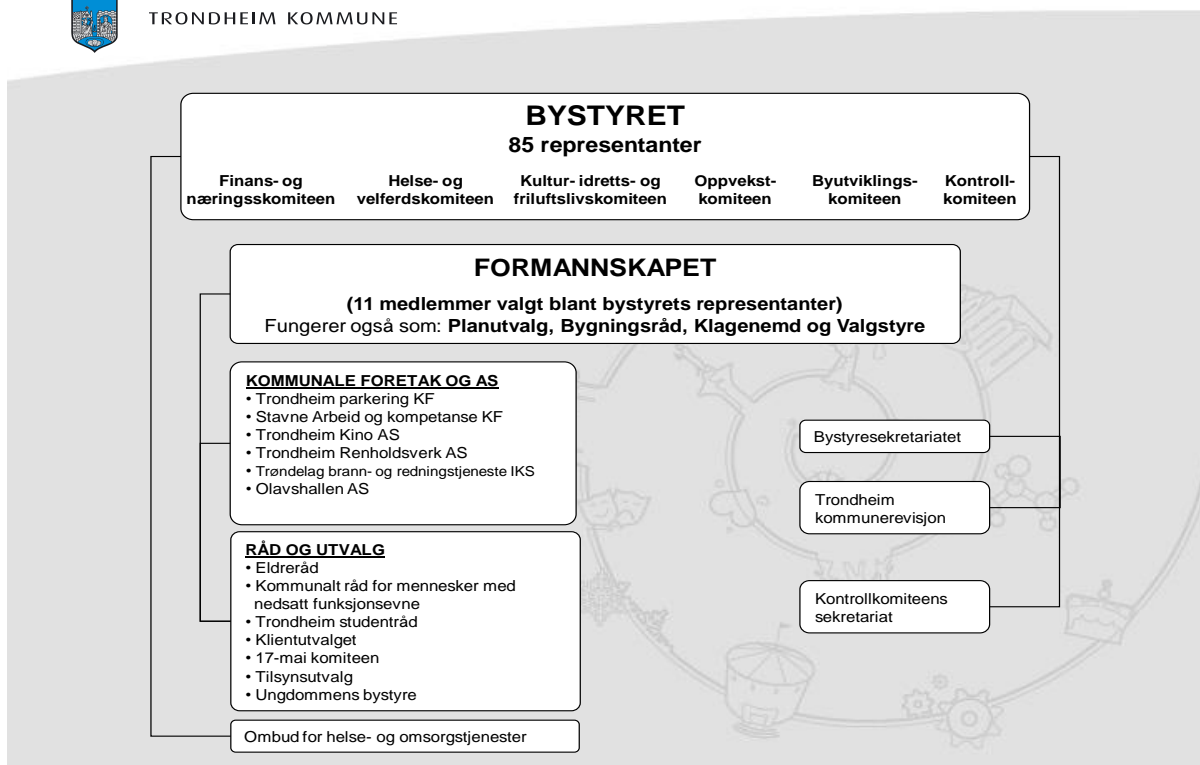 TRONDHEIM KOMMUNE
BYSTYRET
85 representanter
Finans- og
næringsskomiteen
Helse- og
velferdskomiteen
Kultur- idretts- og
friluftslivskomiteen
Oppvekst-
komiteen
Byutviklings-
komiteen
Kontroll-
komiteen
FORMANNSKAPET
(11 medlemmer valgt blant bystyrets representanter)
Fungerer også som: Planutvalg, Bygningsråd, Klagenemd og Valgstyre
KOMMUNALE FORETAK OG AS
• Trondheim parkering KF
• Stavne Arbeid og kompetanse KF
• Trondheim Kino AS
• Trondheim Renholdsverk AS
• Trøndelag brann- og redningstjeneste IKS
• Olavshallen AS
RÅD OG UTVALG
• Eldreråd
• Kommunalt råd for mennesker med
nedsatt funksjonsevne
• Trondheim studentråd
• Klientutvalget
• 17-mai komiteen
• Tilsynsutvalg
• Ungdommens bystyre
Ombud for helse- og omsorgstjenester
Bystyresekretariatet
Trondheim
kommunerevisjon
Kontrollkomiteens
sekretariat